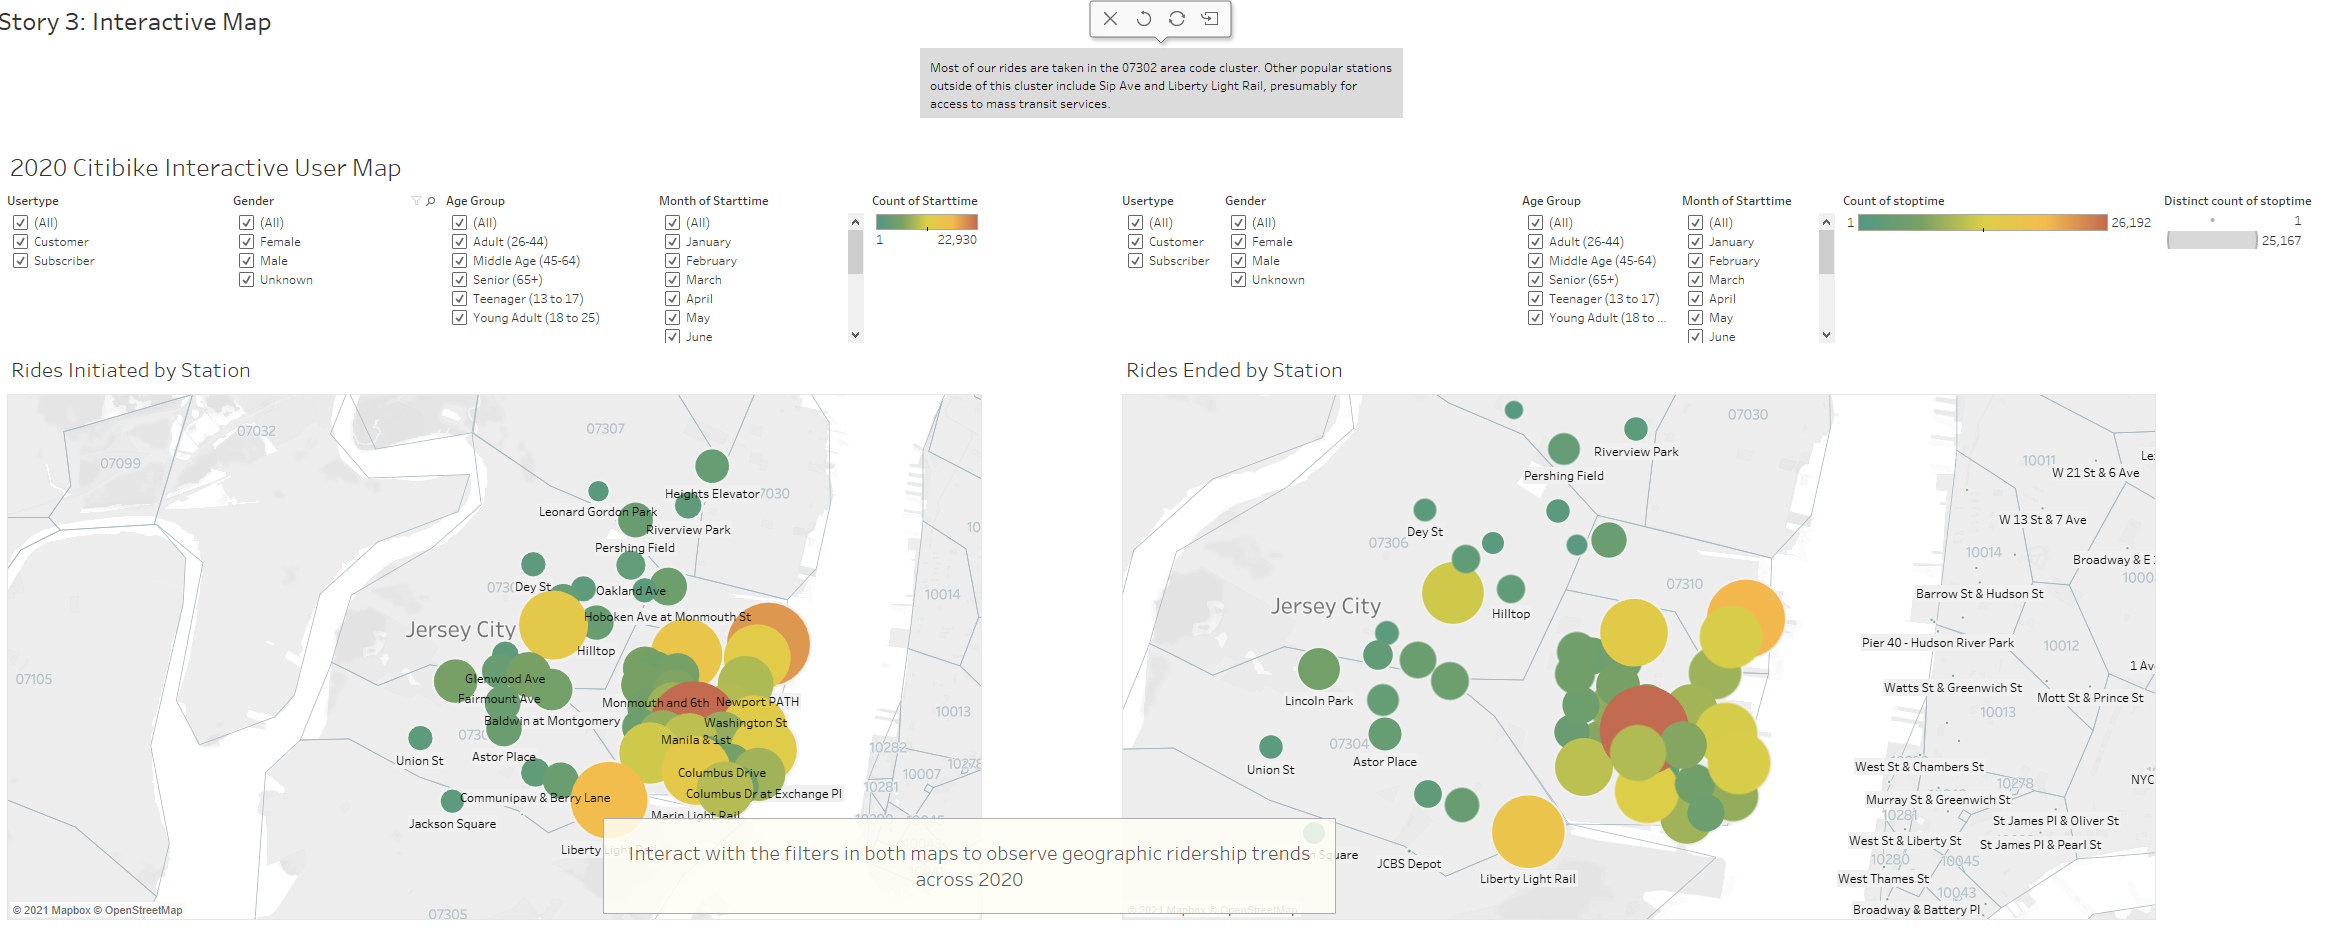 Story 3: Interactive Map
Most of our rides are taken in the 07302 area code cluster. Other popular stations
outside of this cluster include Sip Ave and Liberty Light Rail, presumably for
access to mass transit services.
2020 Citibike Interactive User Map
Usertype
(All)
Customer
Subscriber
Gender
(All)
Female
Male
Unknown
Age Group
(All)
Adult (26-44)
Middle Age (45-64)
Senior (65+)
Teenager (13 to 17)
Young Adult (18 to 25)
Month of Starttime
(All)
January
February
March
April
May
June
Count of Starttime
1 22,930
Usertype
(All)
Customer
Subscriber
Gender
(All)
Female
Male
Unknown
Age Group
(All)
Adult (26-44)
Middle Age (45-64)
Senior (65+)
Teenager (13 to 17)
Young Adult (18 to ...
Month of Starttime
(All)
January
February
March
April
May
June
Count of stoptime
1 26,192
Distinct count of stoptime
1
25,167
Rides Initiated by Station
07032
07307
07099
Heights Elevator
7030
Leonard Gordon Park
Riverview Park
10
Pershing Field
Dey St
Oakland Ave
10014
Hoboken Ave at Monmouth St
Jersey City
Hilltop
07105
Glenwood Ave
Fairmount Ave
Monmouth and 6th
Newport PATH
10013
Baldwin at Montgomery
Washington St
Manila & 1st
10282
Union St
Astor Place
10278
Columbus Drive
10007
10281
Communipaw & Berry Lane
Columbus Dr at Exchange Pl
Jackson Square
Marin Light Rail
Liberty Light
07305
© 2021 Mapbox © OpenStreetMap
Rides Ended by Station
07030
Riverview Park
Pershing Field
Dey St
07306
07310
Jersey City
Hilltop
Lincoln Park
07304
Astor Place
Union St
Square
JCBS Depot
Liberty Light Rail
10011
Le
W 21 St & 6 Ave
W 13 St & 7 Ave
10014
Broadway & E
1000
Barrow St & Hudson St
Pier 40 - Hudson River Park
10012
1 Av
Watts St & Greenwich St
Mott St & Prince St
10013
West St & Chambers St
10278
NYC
Murray St & Greenwich St
10281
St James Pl & Oliver St
West St & Liberty St
St James Pl & Pearl St
10280
10045
West Thames St
10043
Broadway & Battery Pl
© 2021 Mapbox © OpenStreetMap
Interact with the filters in both maps to observe geographic ridership trends
across 2020